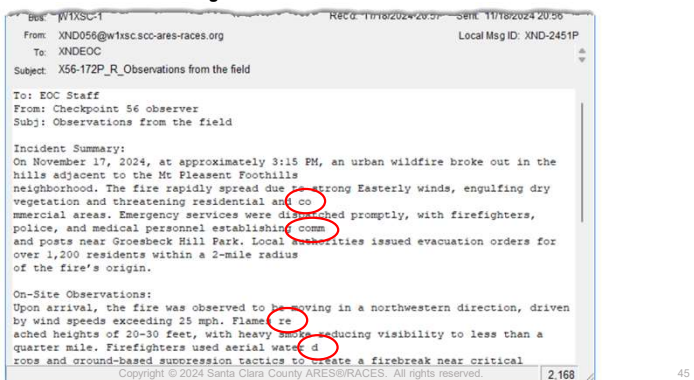 BBS: W1XSC-1 Rec'd: 11/18/2024 20:57 Sent: 11/18/2024 20:56
From: XND056@w1xsc.scc-ares-races.org Local Msg ID: XND-2451P
To: XNDEOC
Subject: X56-172P_R_Observations from the field
To: EOC Staff
From: Checkpoint 56 observer
Subj: Observations from the field
Incident Summary:
On November 17, 2024, at approximately 3:15 PM, an urban wildfire broke out in the
hills adjacent to the Mt Pleasent Foothills
neighborhood. The fire rapidly spread due to strong Easterly winds, engulfing dry
vegetation and threatening residential and co
mmercial areas. Emergency services were dispatched promptly, with firefighters,
police, and medical personnel establishing comm
and posts near Groesbeck Hill Park. Local authorities issued evacuation orders for
over 1,200 residents within a 2-mile radius
of the fire's origin.
On-Site Observations:
Upon arrival, the fire was observed to be moving in a northwestern direction, driven
by wind speeds exceeding 25 mph. Flames re
ached heights of 20-30 feet, with heavy smoke reducing visibility to less than a
quarter mile. Firefighters used aerial water d
rops and ground-based suppression tactics to create a firebreak near critical
Copyright © 2024 Santa Clara County ARES®/RACES. All rights reserved. 2,168 45